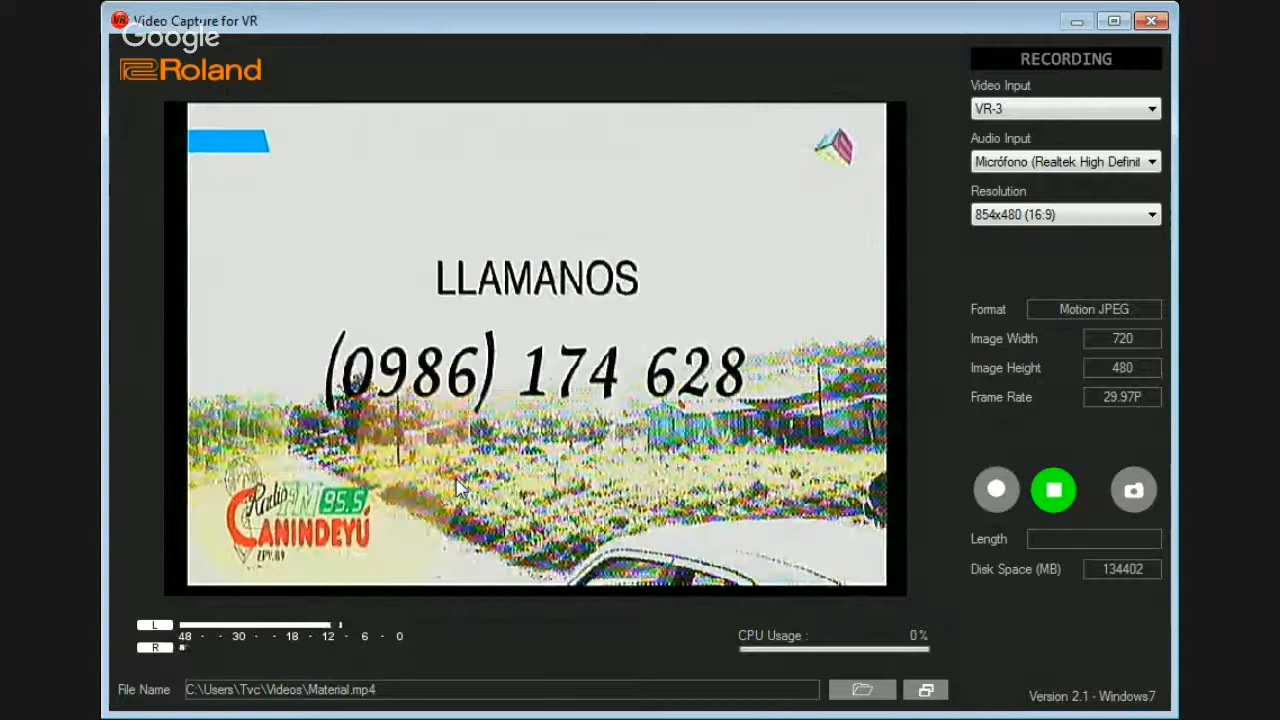 Video Capture for VR
Google
Roland
RECORDING
Video Input
VR-3
Audio Input
Micrófono (Realtek High Definit
Resolution
854x480 (16:9)
LLAMANOS
(0986) 174 628
Format Motion JPEG
Image Width 720
Image Height 480
Frame Rate 29.97P
Radio FM 95.5
CANINDEYÚ
ZPV.89
Length
Disk Space (MB) 134402
L
48 - - 30 - - 18 - 12 - 6 - 0
R
CPU Usage : 0 %
File Name C:\Users\Tvc\Videos\Material.mp4
Version 2.1 - Windows7